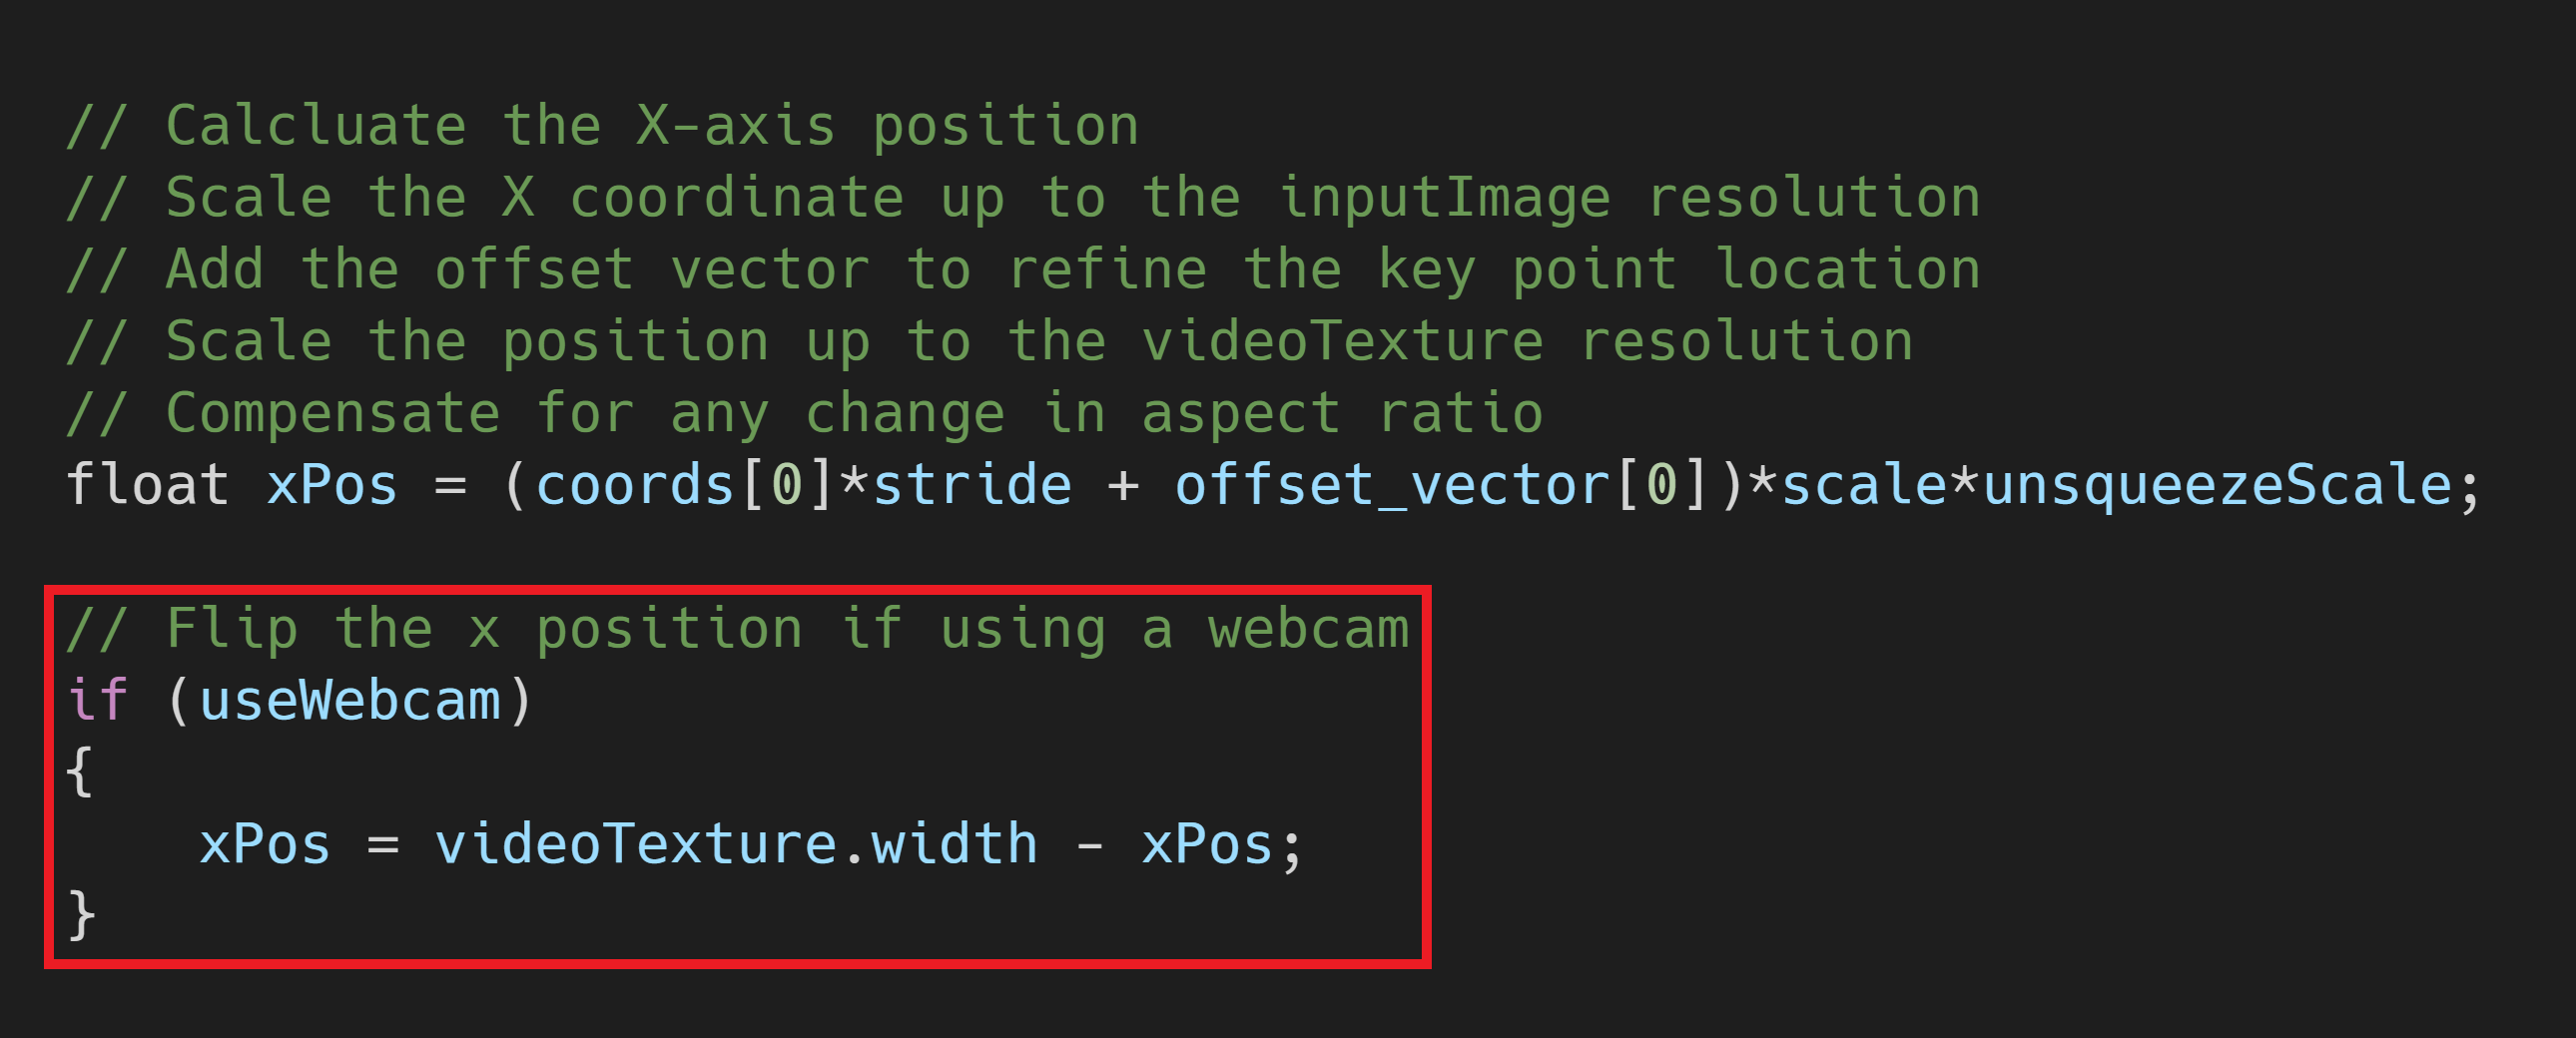 // Calcluate the X-axis position
// Scale the X coordinate up to the inputImage resolution
// Add the offset vector to refine the key point location
// Scale the position up to the videoTexture resolution
// Compensate for any change in aspect ratio
float xPos = (coords[0]*stride + offset_vector[0])*scale*unsqueezeScale;
// Flip the x position if using a webcam
if (useWebcam)
{
    xPos = videoTexture.width - xPos;
}